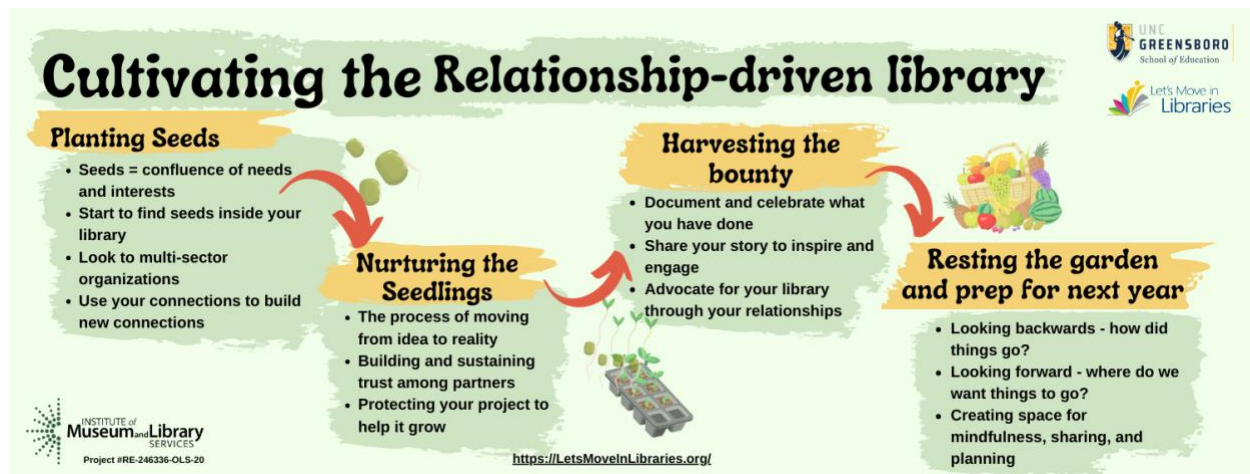 Cultivating the Relationship-driven library
UNC
GREENSBORO
School of Education
Let's Move in
Libraries
Planting Seeds
• Seeds = confluence of needs
and interests
• Start to find seeds inside your
library
• Look to multi-sector
organizations
• Use your connections to build
new connections
Nurturing the
Seedlings
• The process of moving
from idea to reality
• Building and sustaining
trust among partners
• Protecting your project to
help it grow
Harvesting the
bounty
• Document and celebrate what
you have done
• Share your story to inspire and
engage
• Advocate for your library
through your relationships
Resting the garden
and prep for next year
• Looking backwards - how did
things go?
• Looking forward - where do we
want things to go?
• Creating space for
mindfulness, sharing, and
planning
INSTITUTE of
Museum and Library
SERVICES
Project #RE-246336-OLS-20
https://LetsMoveInLibraries.org/